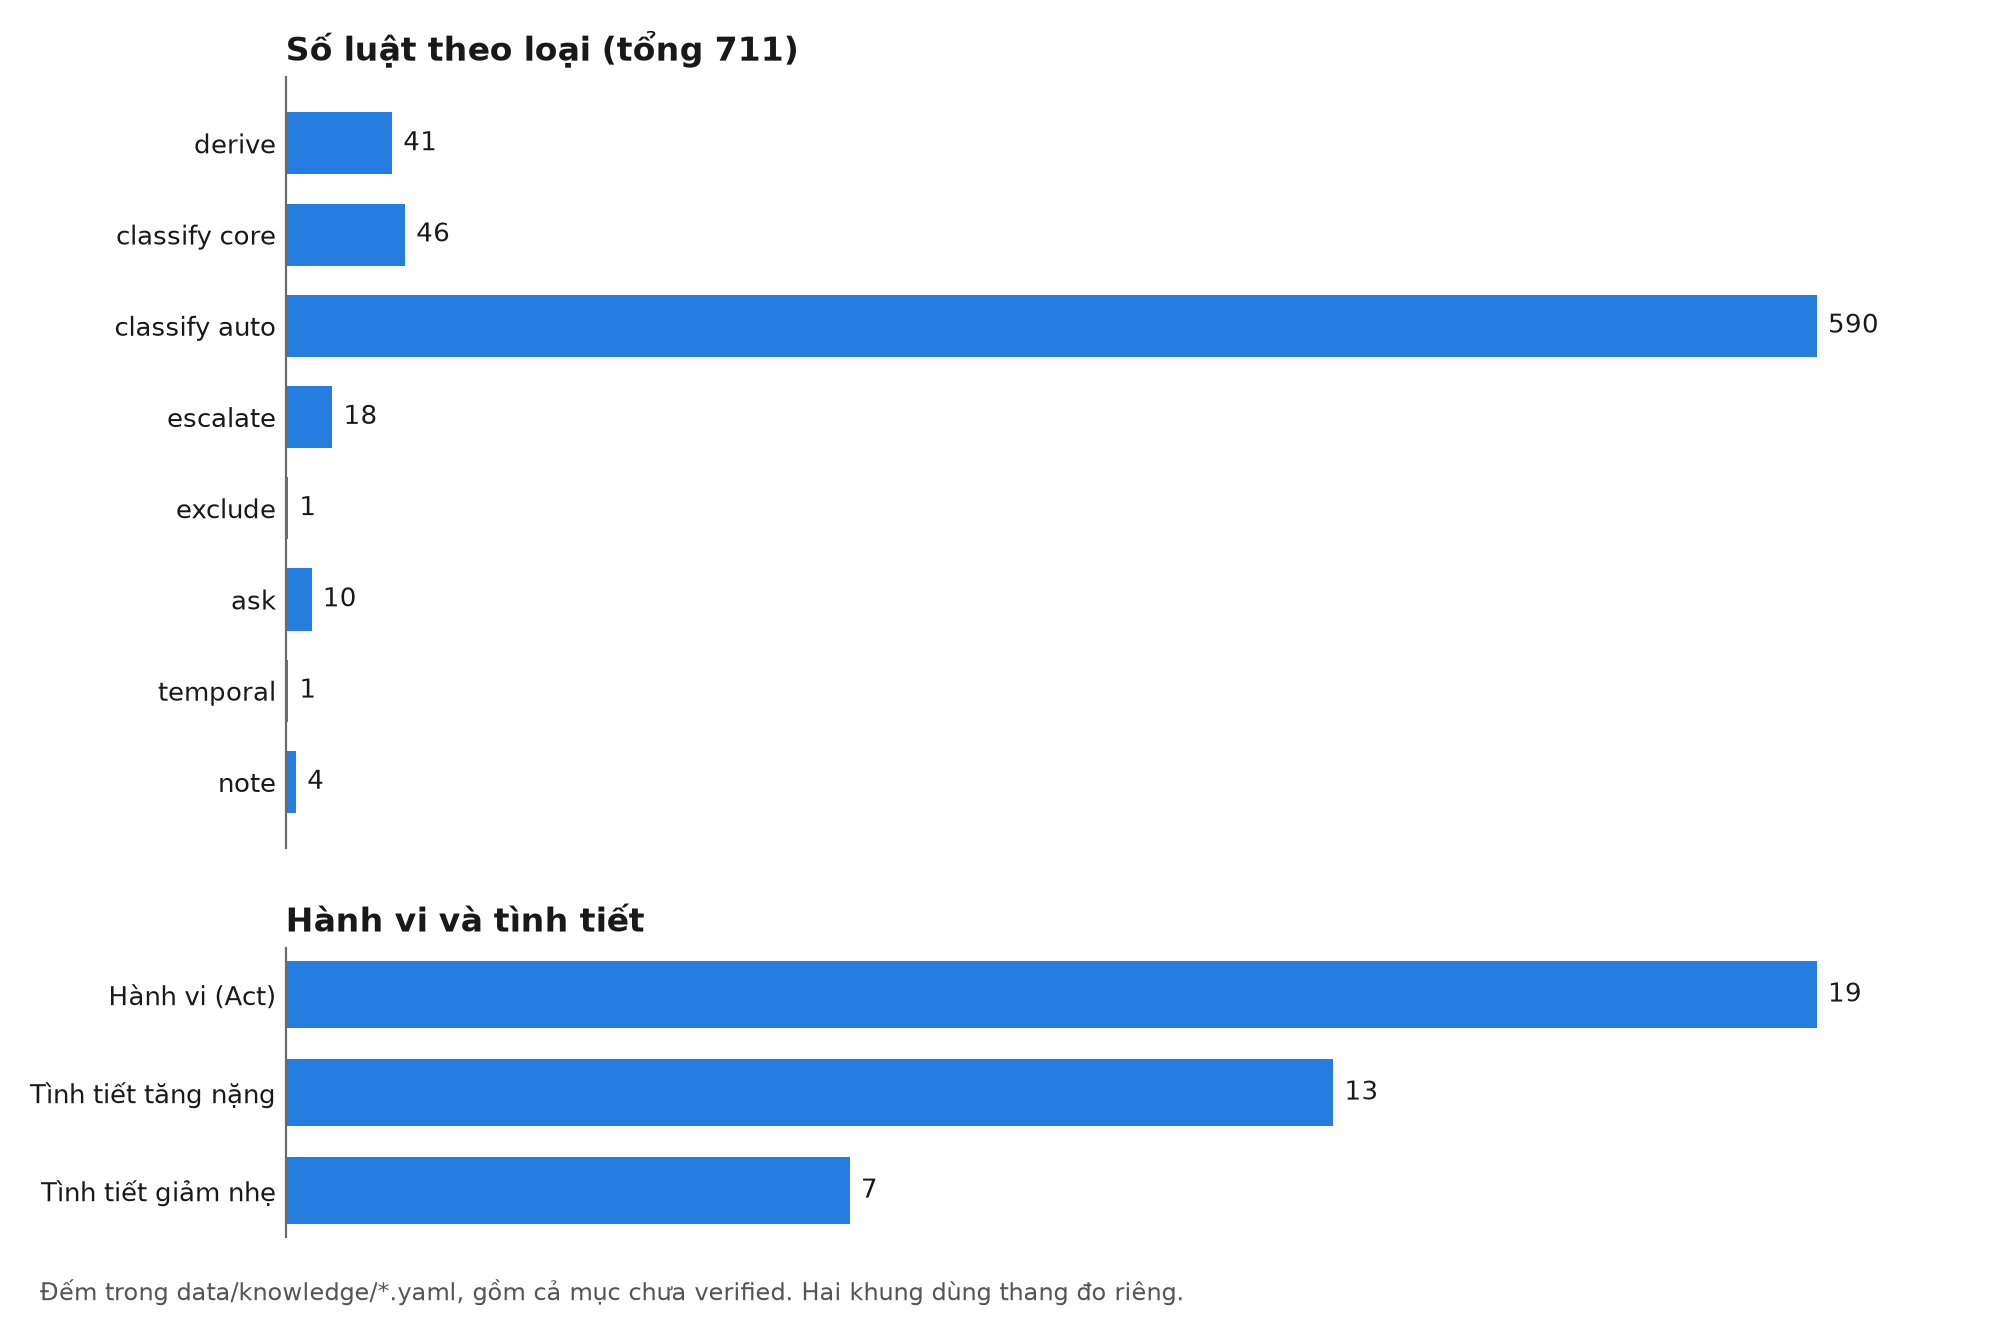 Số luật theo loại (tổng 711)
derive 41
classify core 46
classify auto 590
escalate 18
exclude 1
ask 10
temporal 1
note 4
Hành vi và tình tiết
Hành vi (Act) 19
Tình tiết tăng nặng 13
Tình tiết giảm nhẹ 7
Đếm trong data/knowledge/*.yaml, gồm cả mục chưa verified. Hai khung dùng thang đo riêng.